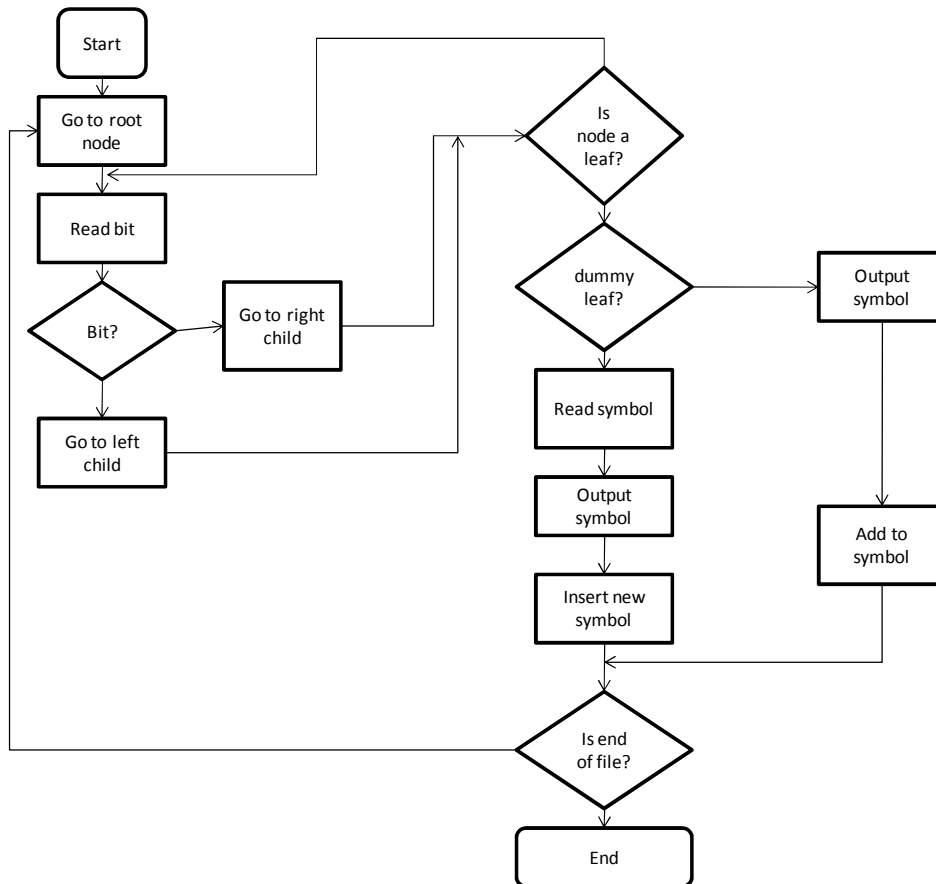 Start
Go to root
node
Read bit
Bit?
Go to right
child
Go to left
child
Is
node a
leaf?
dummy
leaf?
Output
symbol
Read symbol
Output
symbol
Add to
symbol
Insert new
symbol
Is end
of file?
End